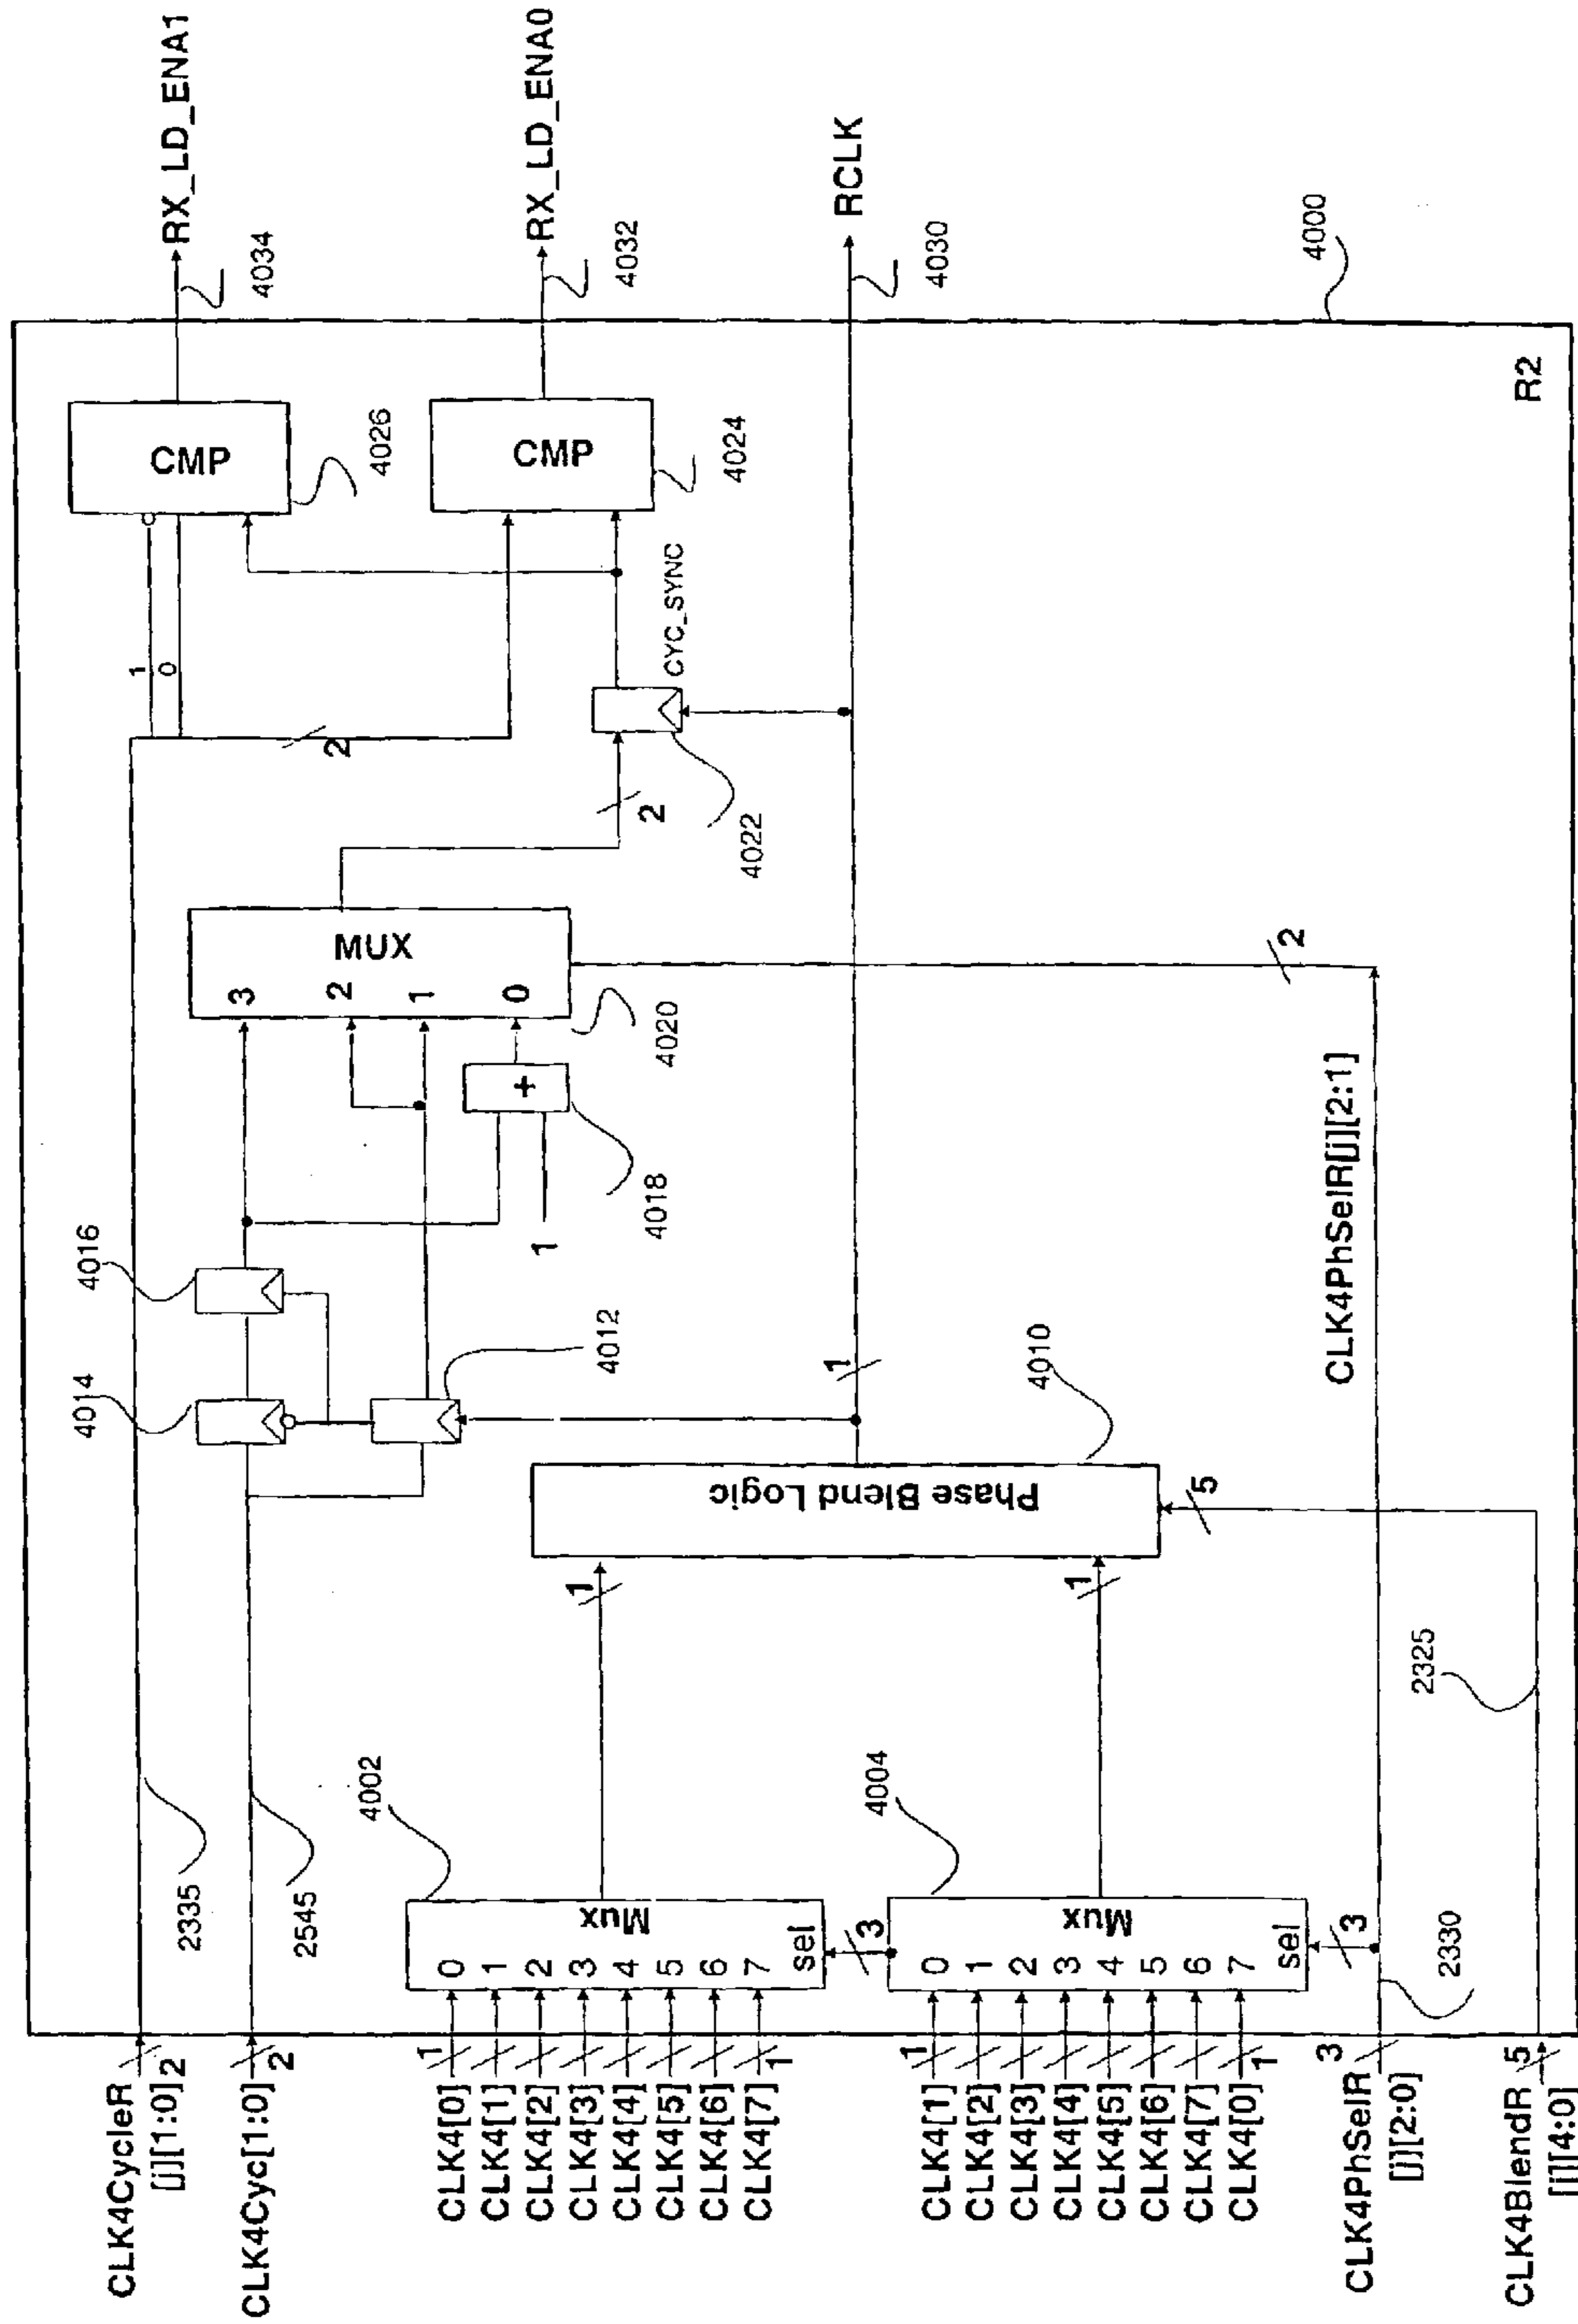 CLK4CycleR
[j][1:0]
2
CLK4Cyc[1:0]
2
CLK4[0]
CLK4[1]
CLK4[2]
CLK4[3]
CLK4[4]
CLK4[5]
CLK4[6]
CLK4[7]
1
1
CLK4[1]
CLK4[2]
CLK4[3]
CLK4[4]
CLK4[5]
CLK4[6]
CLK4[7]
CLK4[0]
1
1
CLK4PhSelR
[j][2:0]
3
CLK4BlendR
[j][4:0]
5
2335
2545
4002
0
1
2
3
4
5
6
7
Mux
sel
3
4004
0
1
2
3
4
5
6
7
Mux
sel
3
2330
2325
1
1
Phase Blend Logic
5
4010
1
4014
4016
4012
1
+
4018
3
2
1
0
MUX
4020
CLK4PhSelR[j][2:1]
2
2
4022
CYC_SYNC
1
0
2
CMP
4026
CMP
4024
RX_LD_ENA1
4034
RX_LD_ENA0
4032
RCLK
4030
4000
R2